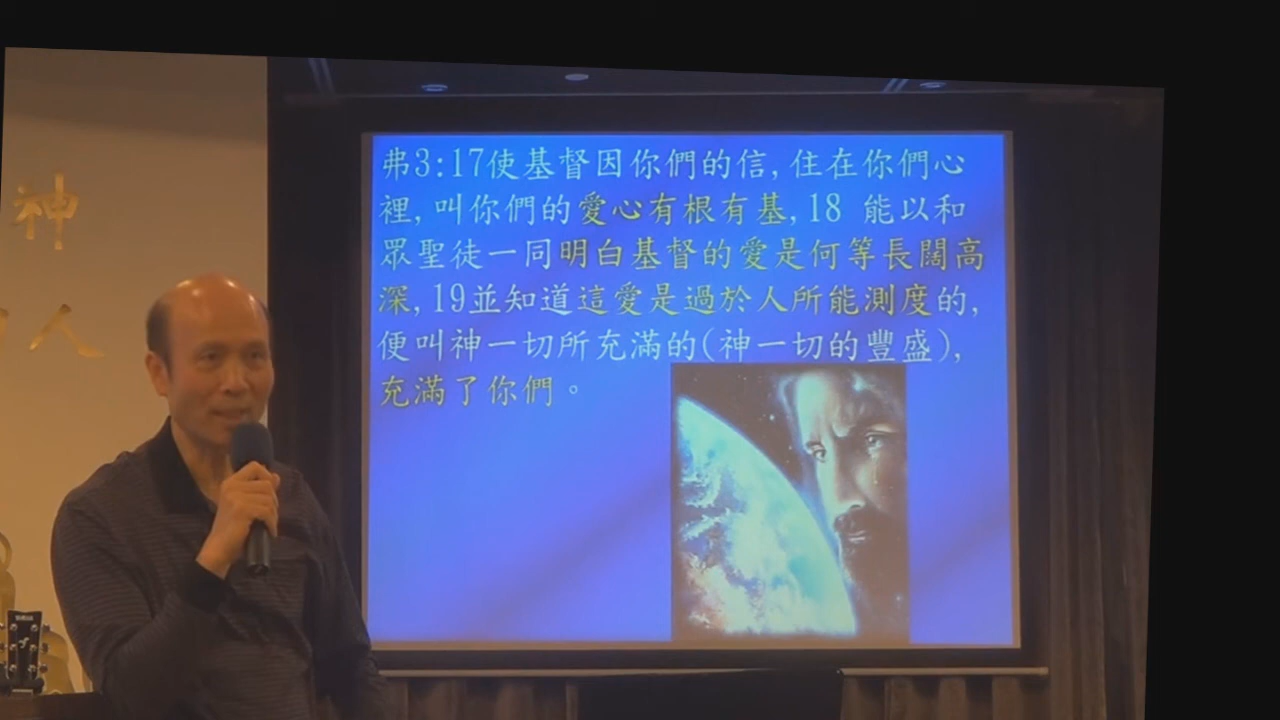 弗3:17使基督因你們的信,住在你們心
裡,叫你們的愛心有根有基,18 能以和
眾聖徒一同明白基督的愛是何等長闊高
深,19並知道這愛是過於人所能測度的,
便叫神一切所充滿的(神一切的豐盛),
充滿了你們。
神
人